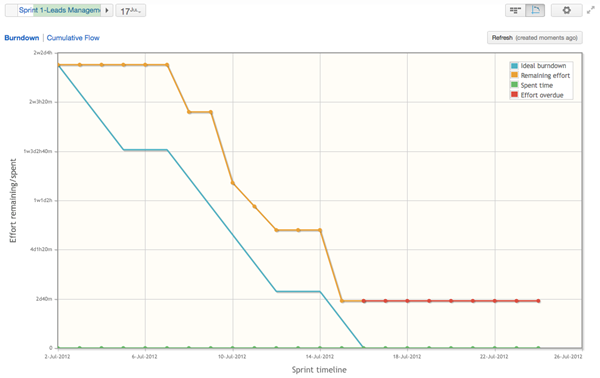 Sprint 1-Leads Managem
17
Burndown | Cumulative Flow
Refresh (created moments ago)
2w2d4h
2w3h20m
1w3d2h40m
1w1d2h
4d1h20m
2d40m
0
Effort remaining/spent
Ideal burndown
Remaining effort
Spent time
Effort overdue
2-Jul-2012
6-Jul-2012
10-Jul-2012
14-Jul-2012
18-Jul-2012
22-Jul-2012
26-Jul-2012
Sprint timeline